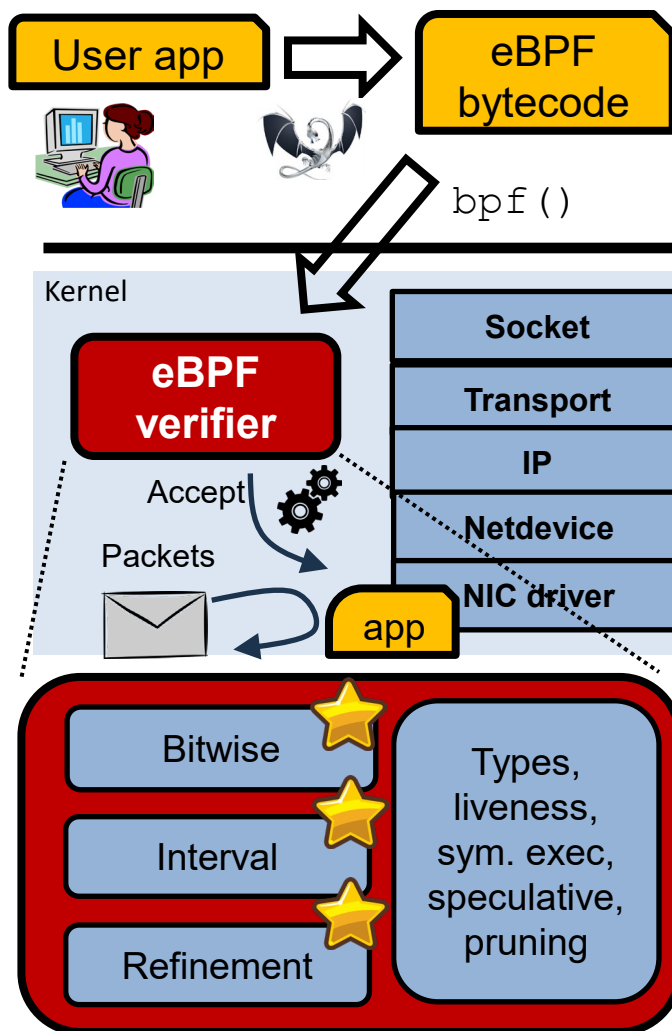 User app
eBPF
bytecode
bpf()
Kernel
eBPF
verifier
Socket
Transport
IP
Netdevice
NIC driver
Accept
Packets
app
Bitwise
Interval
Refinement
Types,
liveness,
sym. exec,
speculative,
pruning